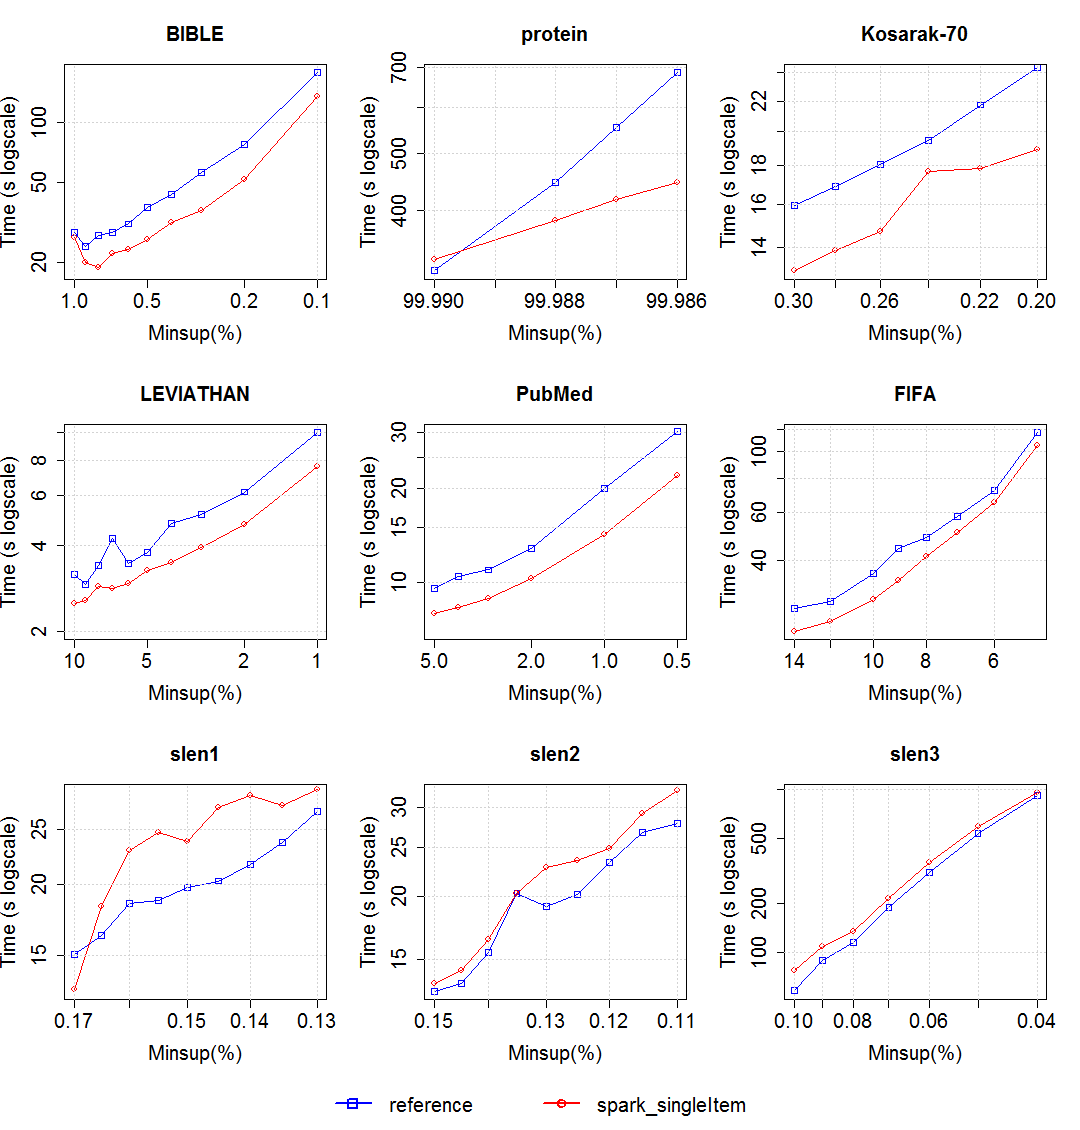 BIBLE
Time (s logscale)
100
50
20
1.0 0.5 0.2 0.1
Minsup(%)
protein
Time (s logscale)
700
500
400
99.990 99.988 99.986
Minsup(%)
Kosarak-70
Time (s logscale)
22
18
16
14
0.30 0.26 0.22 0.20
Minsup(%)
LEVIATHAN
Time (s logscale)
8
6
4
2
10 5 2 1
Minsup(%)
PubMed
Time (s logscale)
30
20
15
10
5.0 2.0 1.0 0.5
Minsup(%)
FIFA
Time (s logscale)
100
60
40
14 10 8 6
Minsup(%)
slen1
Time (s logscale)
25
20
15
0.17 0.15 0.14 0.13
Minsup(%)
slen2
Time (s logscale)
30
25
20
15
0.15 0.13 0.12 0.11
Minsup(%)
slen3
Time (s logscale)
500
200
100
0.10 0.08 0.06 0.04
Minsup(%)
reference spark_singleItem